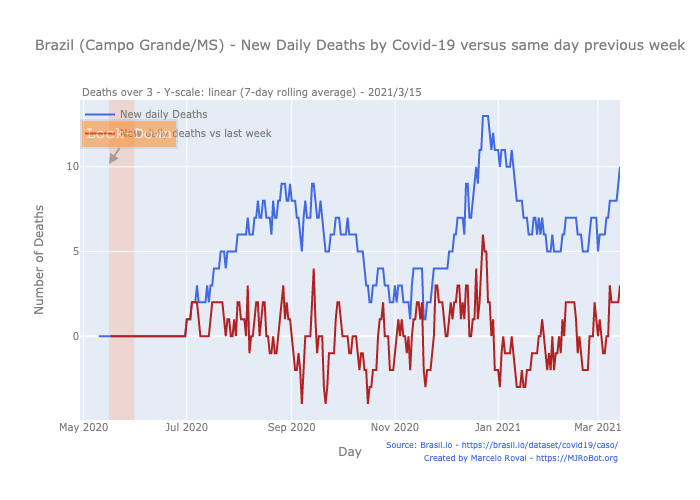 Brazil (Campo Grande/MS) - New Daily Deaths by Covid-19 versus same day previous week
Deaths over 3 - Y-scale: linear (7-day rolling average) - 2021/3/15
New daily Deaths
Lock Down
deaths vs last week
10
5
0
Number of Deaths
May 2020
Jul 2020
Sep 2020
Nov 2020
Jan 2021
Mar 2021
Day
Source: Brasil.io - https://brasil.io/dataset/covid19/caso/
Created by Marcelo Rovai - https://MJRoBot.org